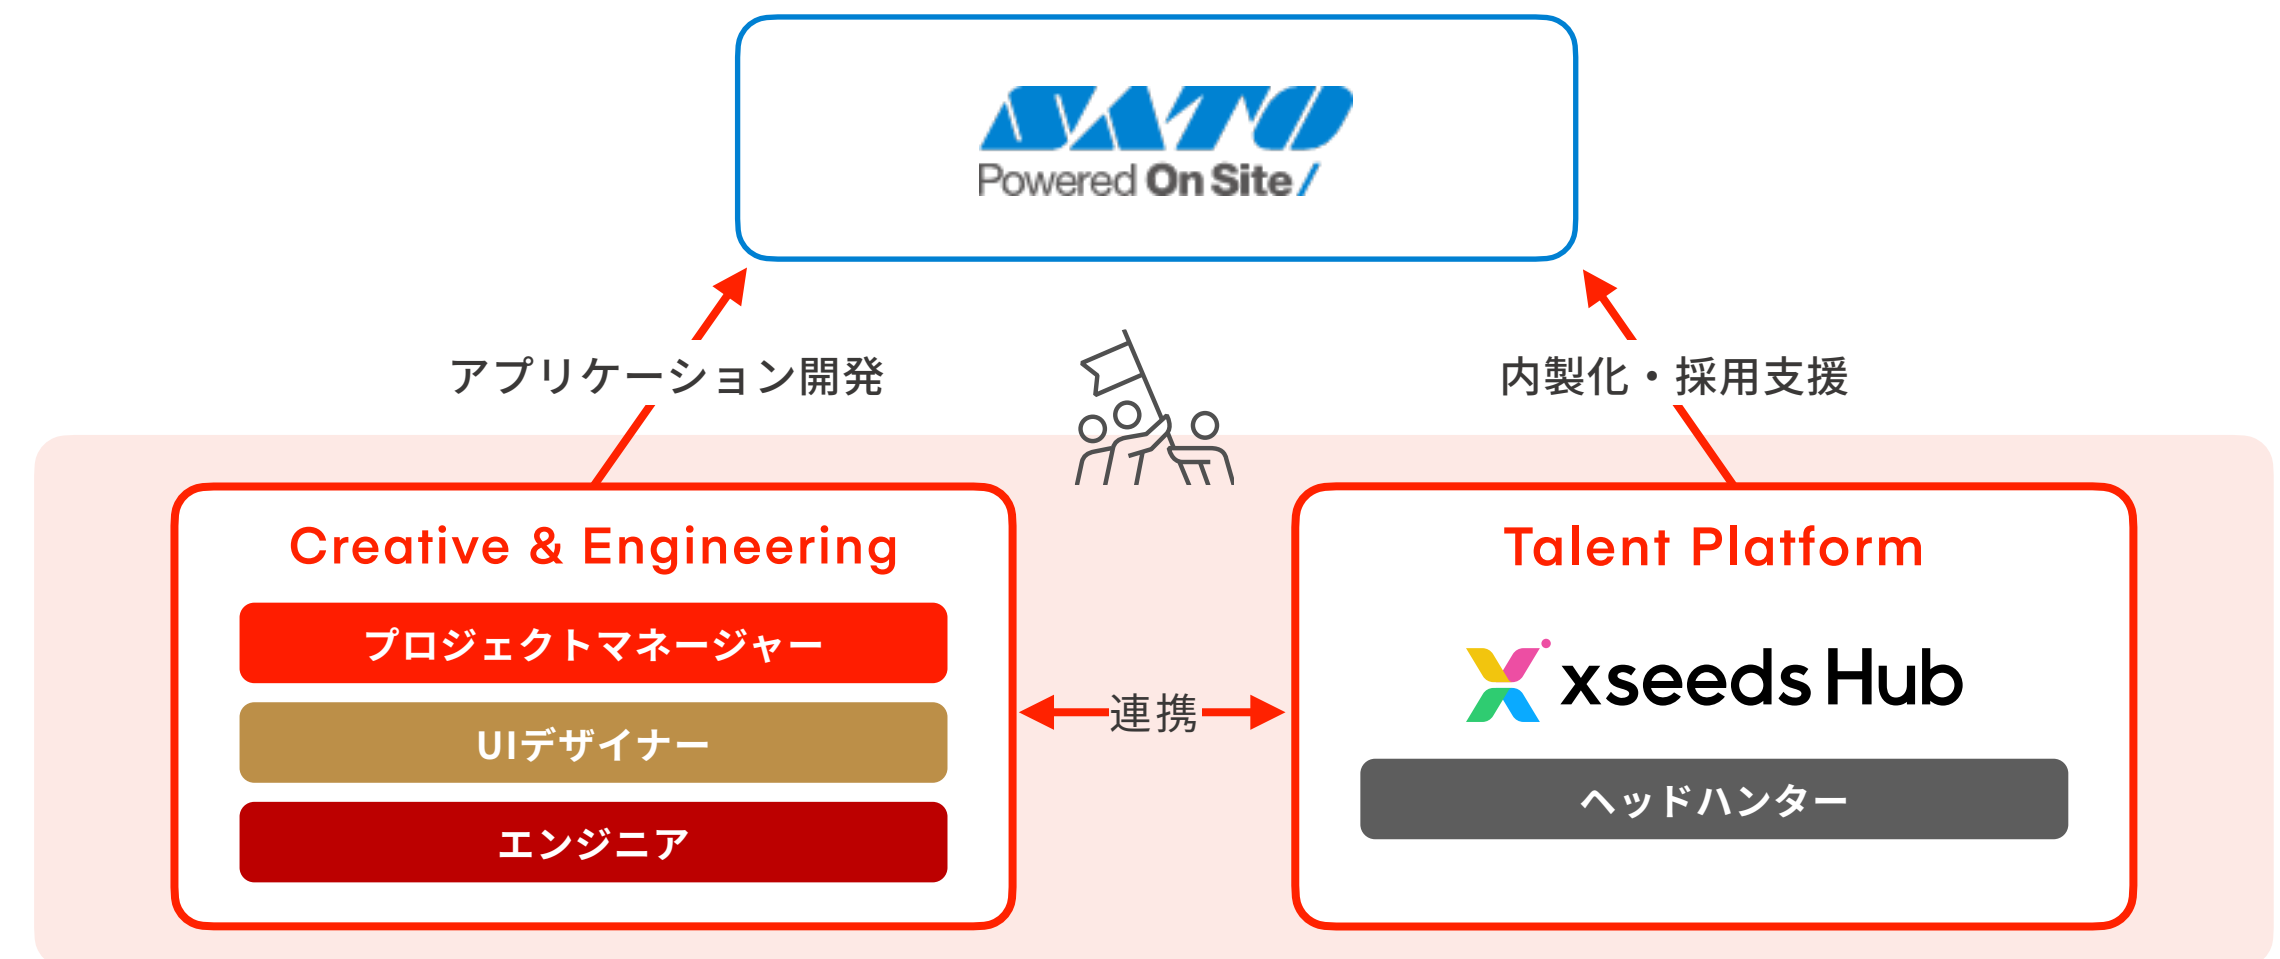 SATO
Powered On Site/
アプリケーション開発
内製化・採用支援
Creative & Engineering
プロジェクトマネージャー
UIデザイナー
エンジニア
連携
Talent Platform
xseeds Hub
ヘッドハンター